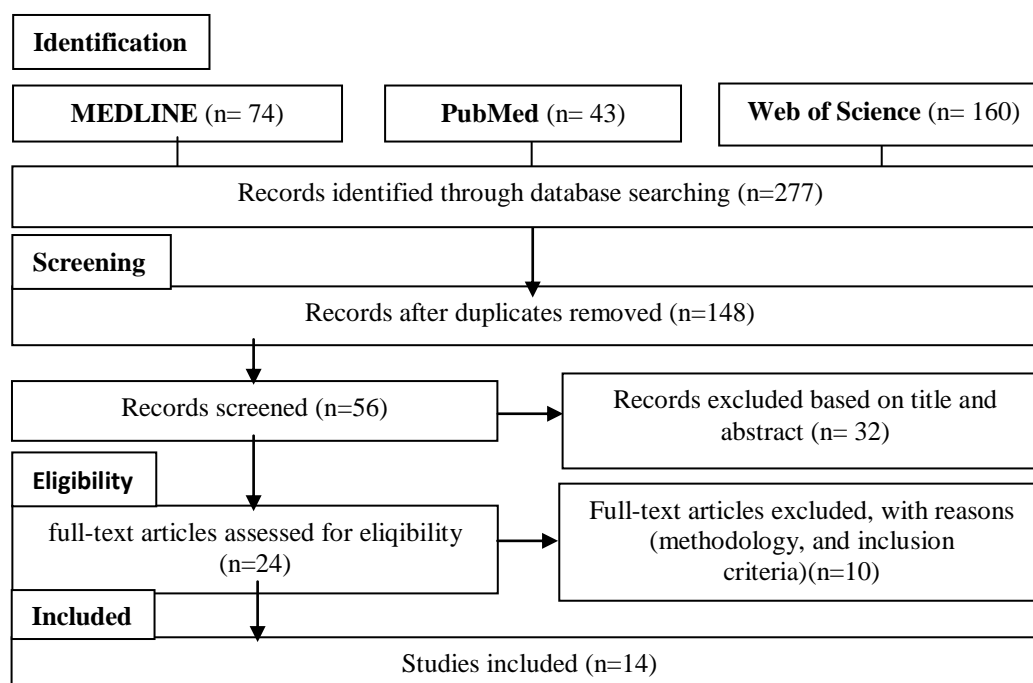 Identification
MEDLINE (n= 74)
PubMed (n= 43)
Web of Science (n= 160)
Records identified through database searching (n=277)
Screening
Records after duplicates removed (n=148)
Records screened (n=56)
Records excluded based on title and
abstract (n= 32)
Eligibility
full-text articles assessed for eliqibility
(n=24)
Full-text articles excluded, with reasons
(methodology, and inclusion
criteria)(n=10)
Included
Studies included (n=14)